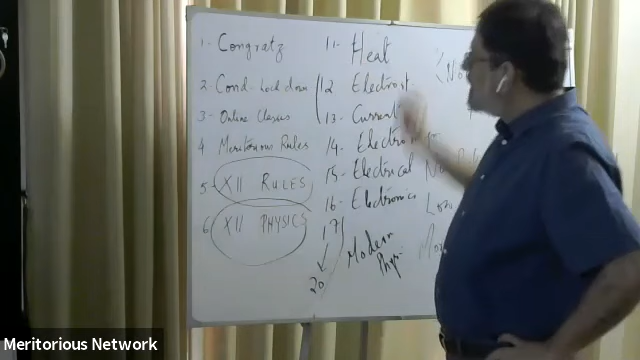 1- Congratz
2 Cond- Lock down
3- Online Classes
4 Meritorious Rules
5- XII RULES
6 XII PHYSICS
11- Heat
12 Electrost
13- Current
14- Electro
15- Electrical
16- Electronics
17
20
Modern
Phys.
Meritorious Network